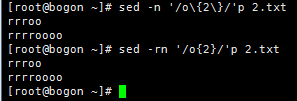 [root@bogon ~]# sed -n '/o\{2\}/'p 2.txt
rrroo
rrrroooo
[root@bogon ~]# sed -rn '/o{2}/'p 2.txt
rrroo
rrrroooo
[root@bogon ~]#